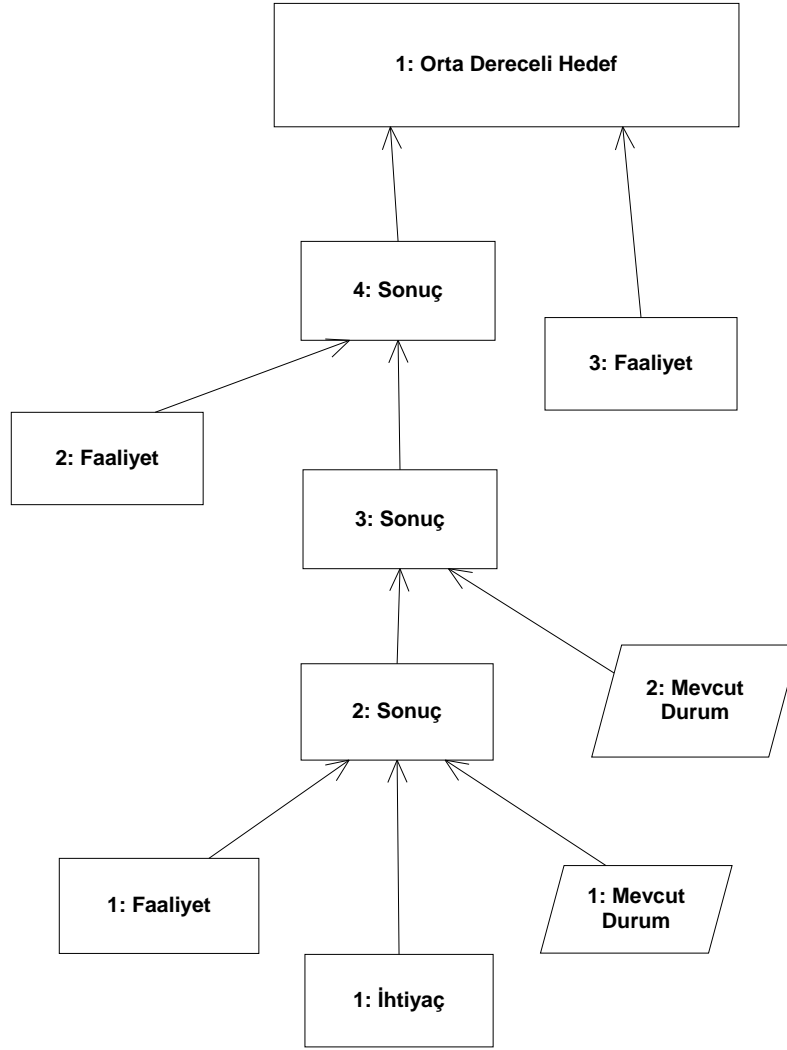 1: Orta Dereceli Hedef
4: Sonuç
3: Faaliyet
2: Faaliyet
3: Sonuç
2: Mevcut
Durum
2: Sonuç
1: Faaliyet
1: Mevcut
Durum
1: İhtiyaç